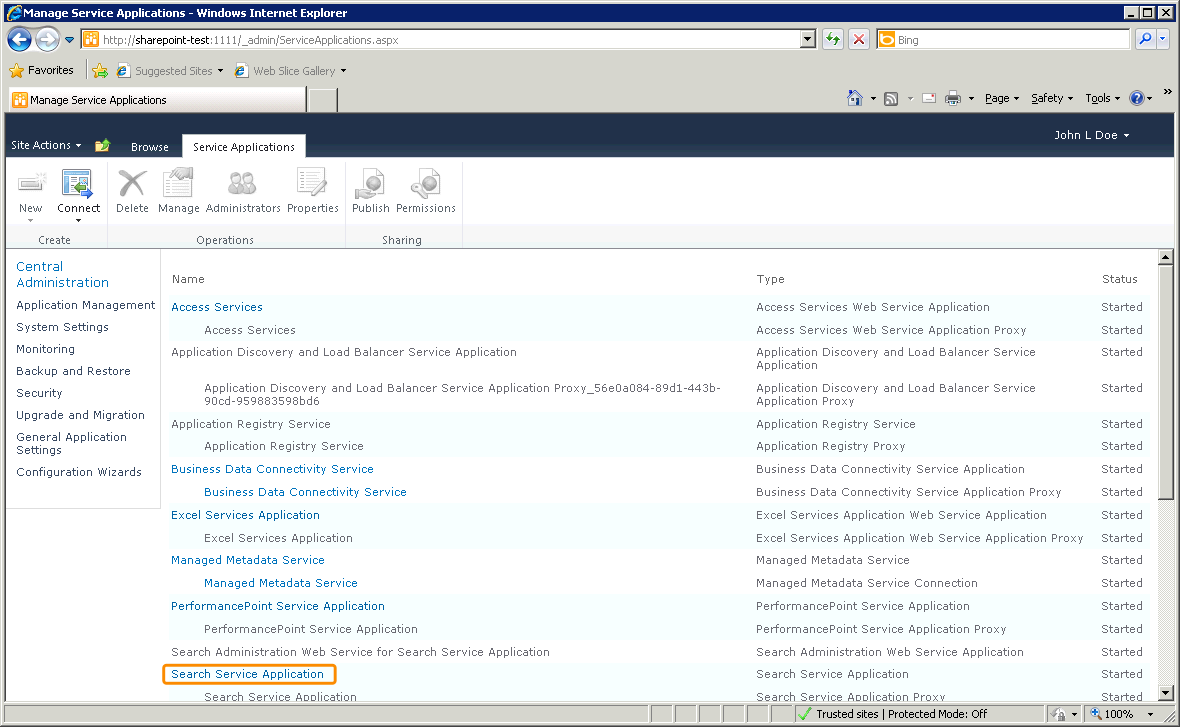 Manage Service Applications - Windows Internet Explorer
http://sharepoint-test:1111/_admin/ServiceApplications.aspx
Bing
Favorites
Suggested Sites
Web Slice Gallery
Manage Service Applications
Page
Safety
Tools
John L Doe
Site Actions
Browse
Service Applications
New
Connect
Delete
Manage
Administrators
Properties
Publish
Permissions
Create
Operations
Sharing
Central
Administration
Application Management
System Settings
Monitoring
Backup and Restore
Security
Upgrade and Migration
General Application
Settings
Configuration Wizards
Name Type Status
Access Services Access Services Web Service Application Started
Access Services Access Services Web Service Application Proxy Started
Application Discovery and Load Balancer Service Application Application Discovery and Load Balancer Service Started
Application
Application Discovery and Load Balancer Service Application Proxy_56e0a084-89d1-443b- Application Discovery and Load Balancer Service Started
90cd-959883598bd6 Application Proxy
Application Registry Service Application Registry Service Started
Application Registry Service Application Registry Proxy Started
Business Data Connectivity Service Business Data Connectivity Service Application Started
Business Data Connectivity Service Business Data Connectivity Service Application Proxy Started
Excel Services Application Excel Services Application Web Service Application Started
Excel Services Application Excel Services Application Web Service Application Proxy Started
Managed Metadata Service Managed Metadata Service Started
Managed Metadata Service Managed Metadata Service Connection Started
PerformancePoint Service Application PerformancePoint Service Application Started
PerformancePoint Service Application PerformancePoint Service Application Proxy Started
Search Administration Web Service for Search Service Application Search Administration Web Service Application Started
Search Service Application Search Service Application Started
Search Service Application Search Service Application Proxy Started
Trusted sites | Protected Mode: Off
100%